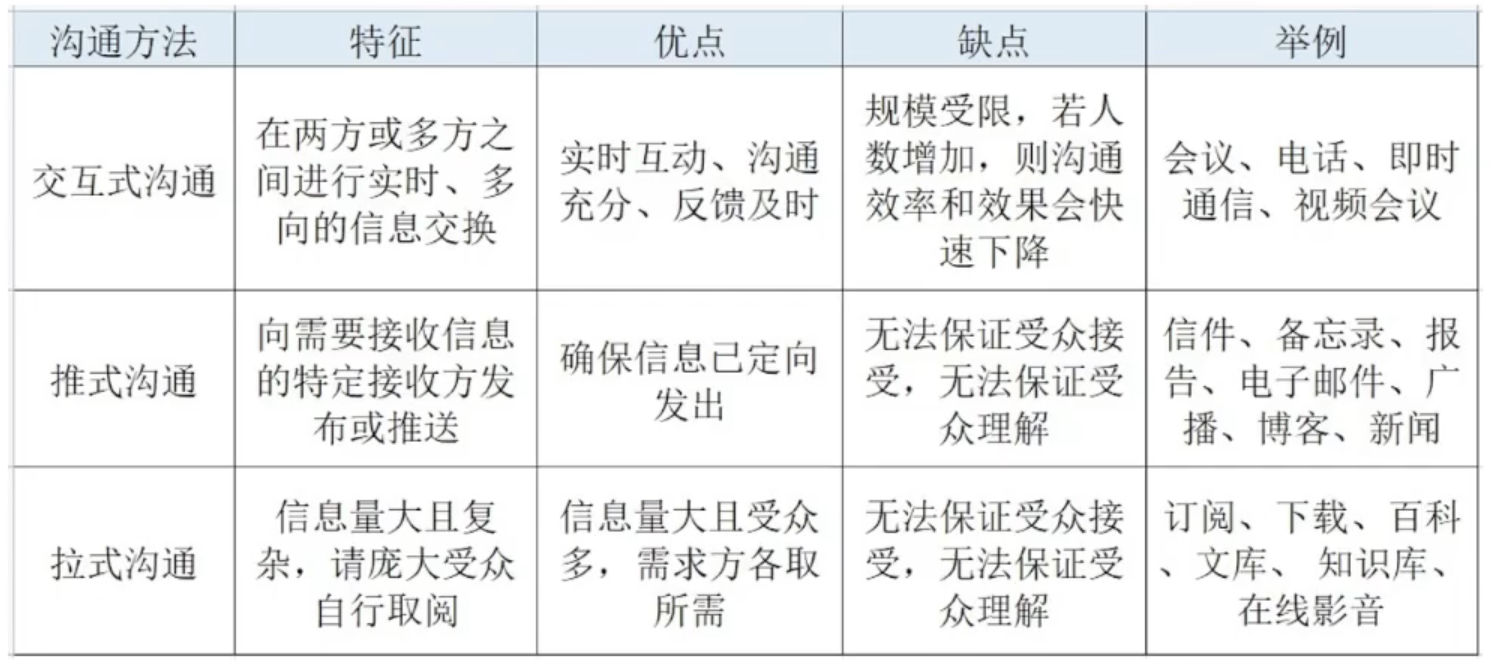 沟通方法
特征
优点
缺点
举例
交互式沟通
在两方或多方之
间进行实时、多
向的信息交换
实时互动、沟通
充分、反馈及时
规模受限，若人
数增加，则沟通
效率和效果会快
速下降
会议、电话、即时
通信、视频会议
推式沟通
向需要接收信息
的特定接收方发
布或推送
确保信息已定向
发出
无法保证受众接
受，无法保证受
众理解
信件、备忘录、报
告、电子邮件、广
播、博客、新闻
拉式沟通
信息量大且复
杂，请庞大受众
自行取阅
信息量大且受众
多，需求方各取
所需
无法保证受众接
受，无法保证受
众理解
订阅、下载、百科
、文库、 知识库、
在线影音